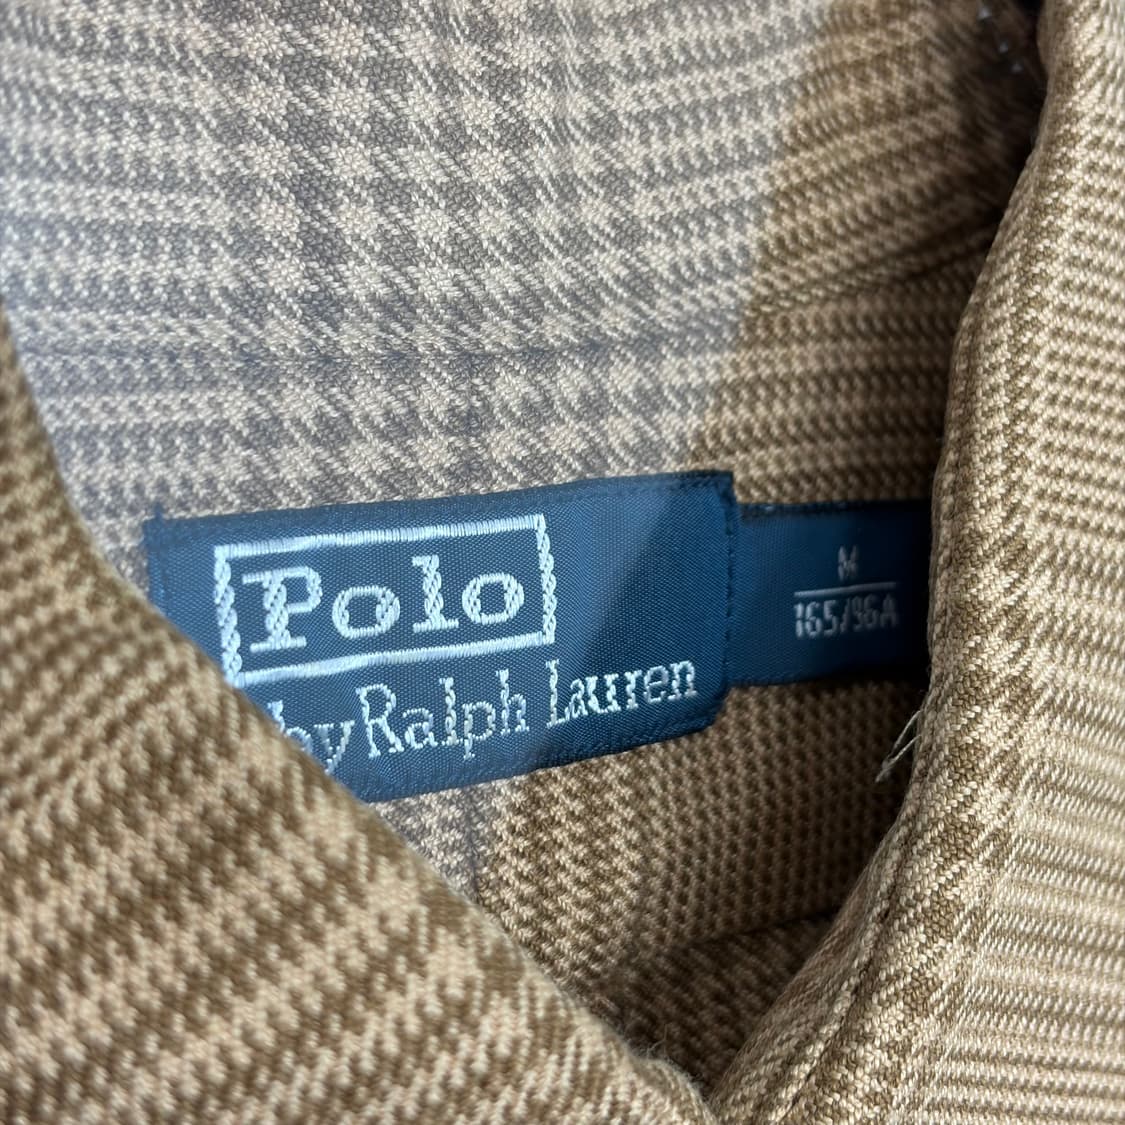 Polo
by Ralph Lauren
M
165/96A